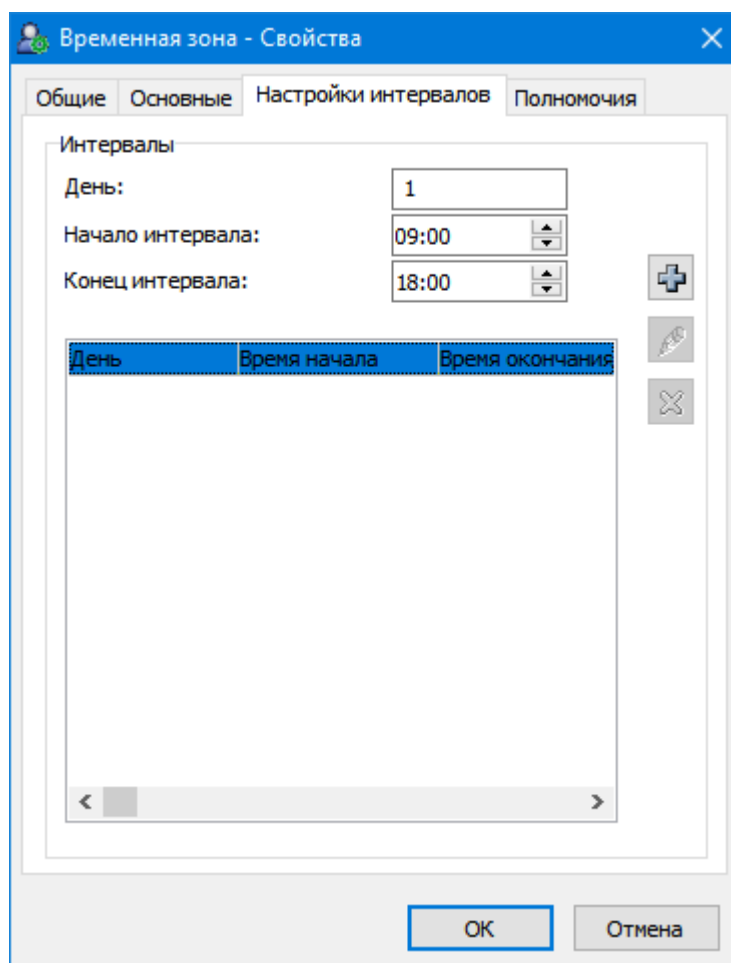 Временная зона - Свойства
Общие Основные Настройки интервалов Полномочия
Интервалы
День: 1
Начало интервала: 09:00
Конец интервала: 18:00
День Время начала Время окончания
ОК Отмена